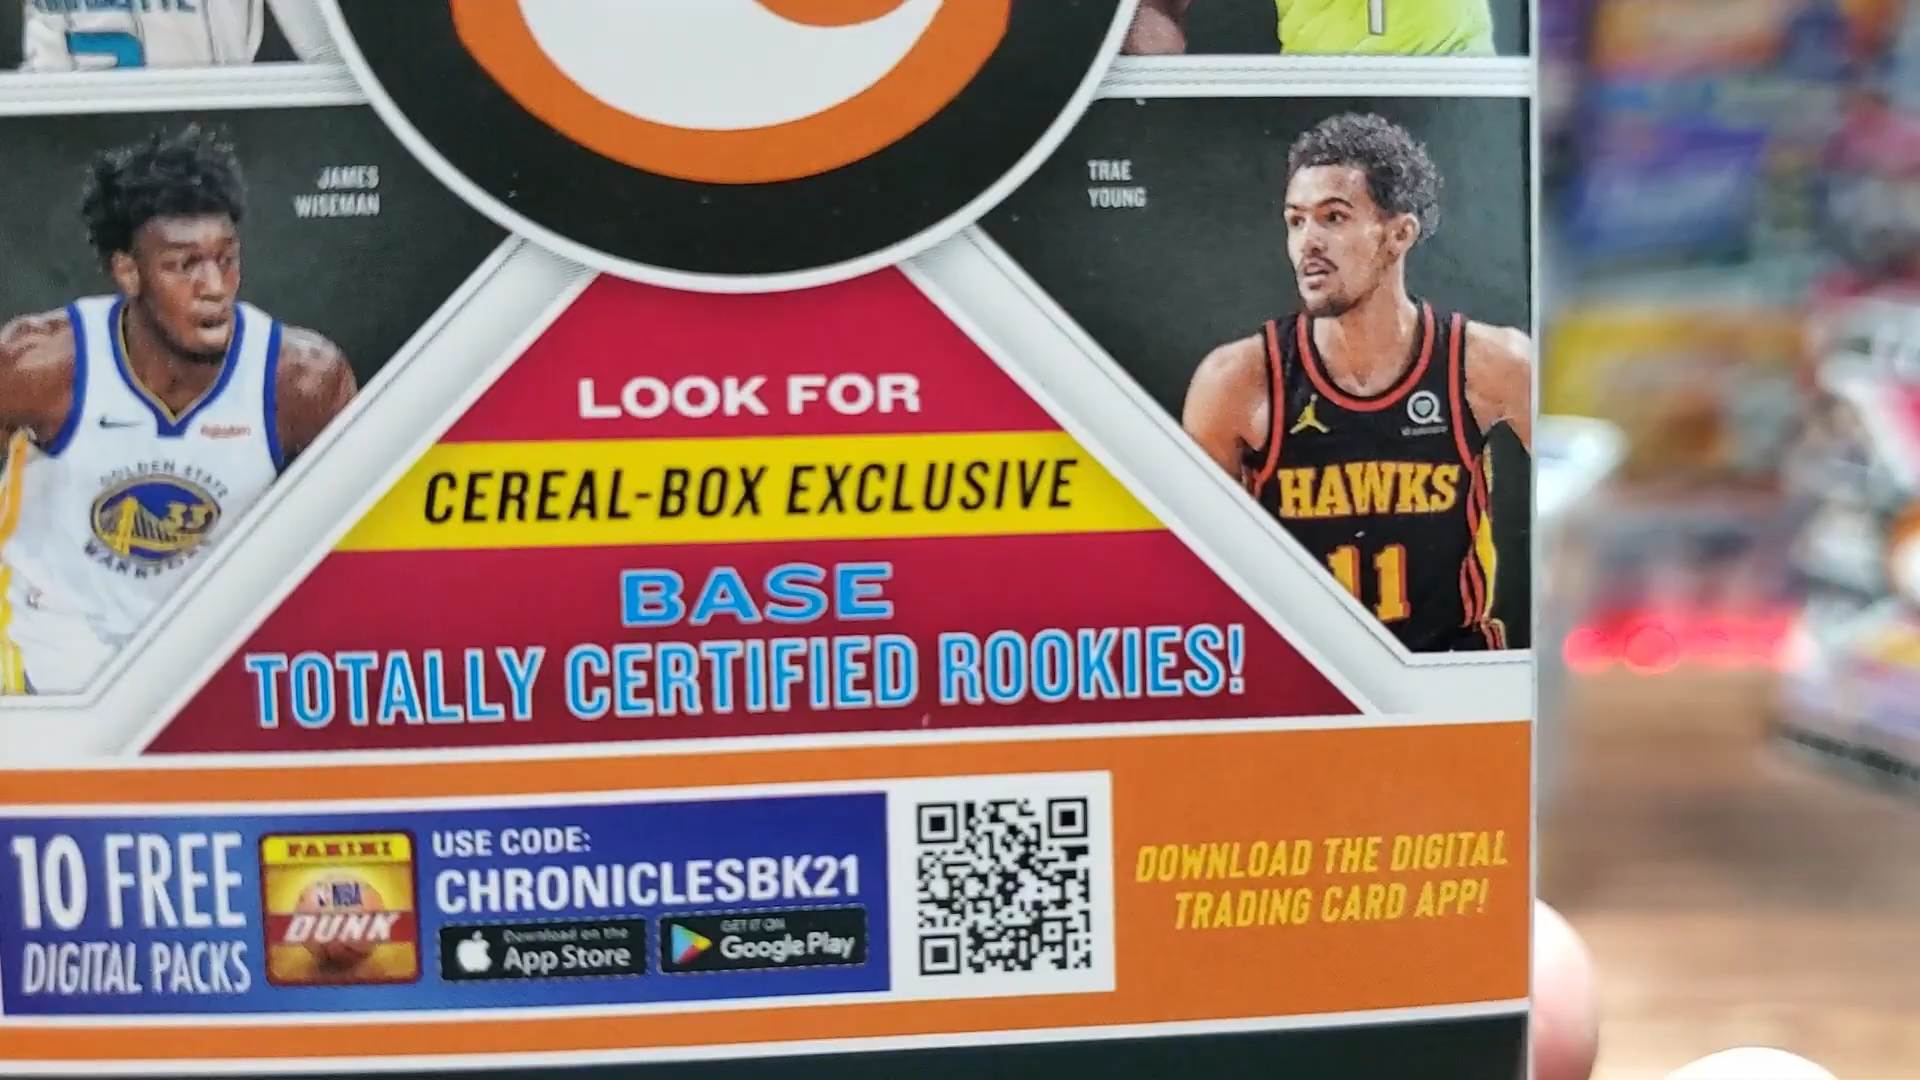 JAMES
WISEMAN
TRAE
YOUNG
LOOK FOR
CEREAL-BOX EXCLUSIVE
BASE
TOTALLY CERTIFIED ROOKIES!
GOLDEN STATE
33
WARRIORS
Rakuten
HAWKS
11
10 FREE
DIGITAL PACKS
PANINI
NBA
DUNK
USE CODE:
CHRONICLESBK21
Download on the
App Store
GET IT ON
Google Play
DOWNLOAD THE DIGITAL
TRADING CARD APP!